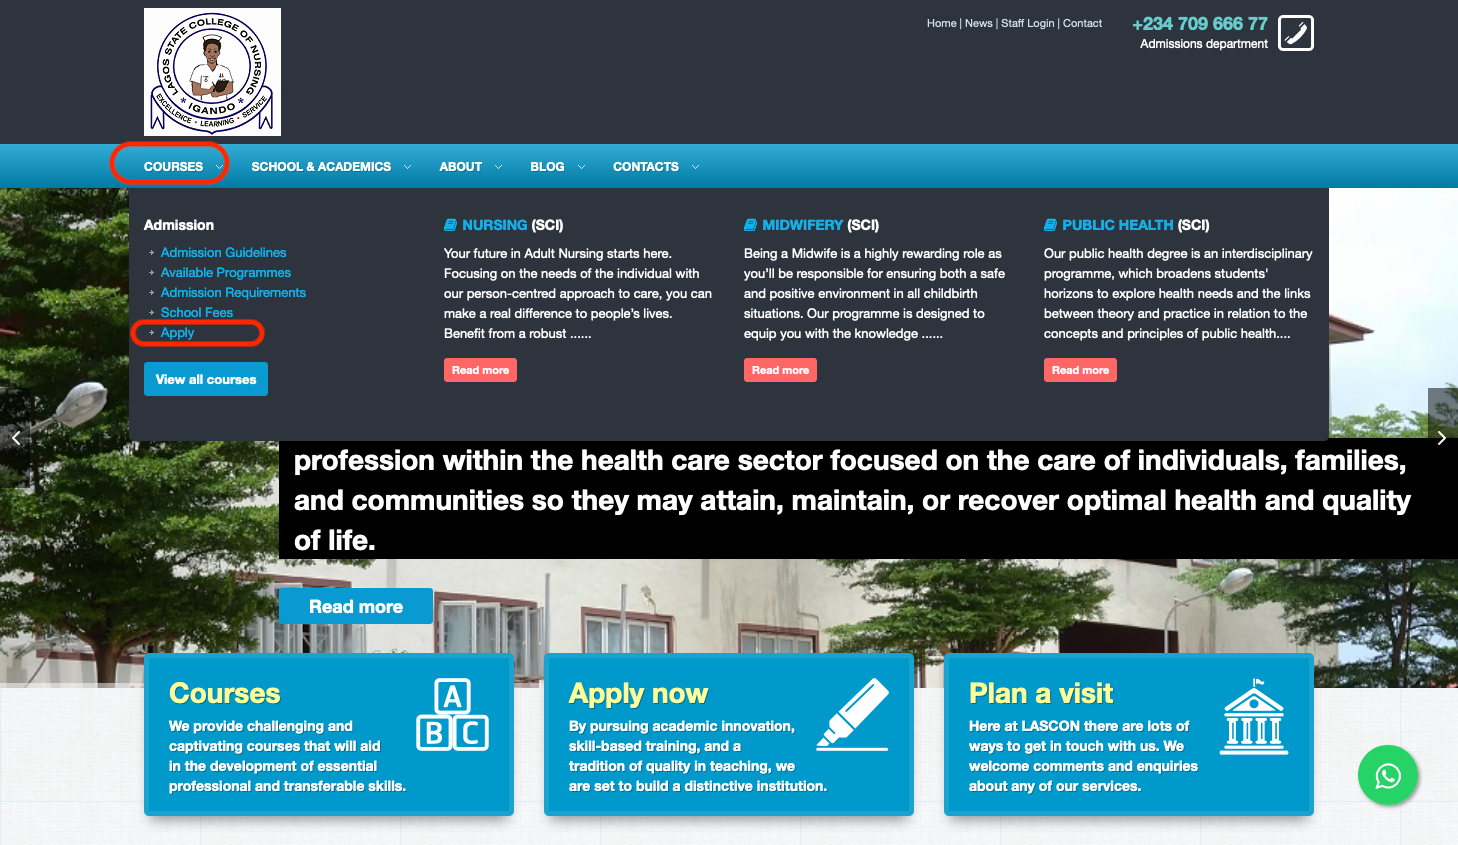 LAGOS STATE COLLEGE OF NURSING
IGANDO
EXCELLENCE • LEARNING • SERVICE
Home | News | Staff Login | Contact
+234 709 666 77
Admissions department
COURSES
SCHOOL & ACADEMICS
ABOUT
BLOG
CONTACTS
Admission
Admission Guidelines
Available Programmes
Admission Requirements
School Fees
Apply
View all courses
NURSING (SCI)
Your future in Adult Nursing starts here.
Focusing on the needs of the individual with
our person-centred approach to care, you can
make a real difference to people’s lives.
Benefit from a robust ......
Read more
MIDWIFERY (SCI)
Being a Midwife is a highly rewarding role as
you’ll be responsible for ensuring both a safe
and positive environment in all childbirth
situations. Our programme is designed to
equip you with the knowledge ......
Read more
PUBLIC HEALTH (SCI)
Our public health degree is an interdisciplinary
programme, which broadens students'
horizons to explore health needs and the links
between theory and practice in relation to the
concepts and principles of public health....
Read more
profession within the health care sector focused on the care of individuals, families,
and communities so they may attain, maintain, or recover optimal health and quality
of life.
Read more
Courses
We provide challenging and
captivating courses that will aid
in the development of essential
professional and transferable skills.
A
B C
Apply now
By pursuing academic innovation,
skill-based training, and a
tradition of quality in teaching, we
are set to build a distinctive institution.
Plan a visit
Here at LASCON there are lots of
ways to get in touch with us. We
welcome comments and enquiries
about any of our services.